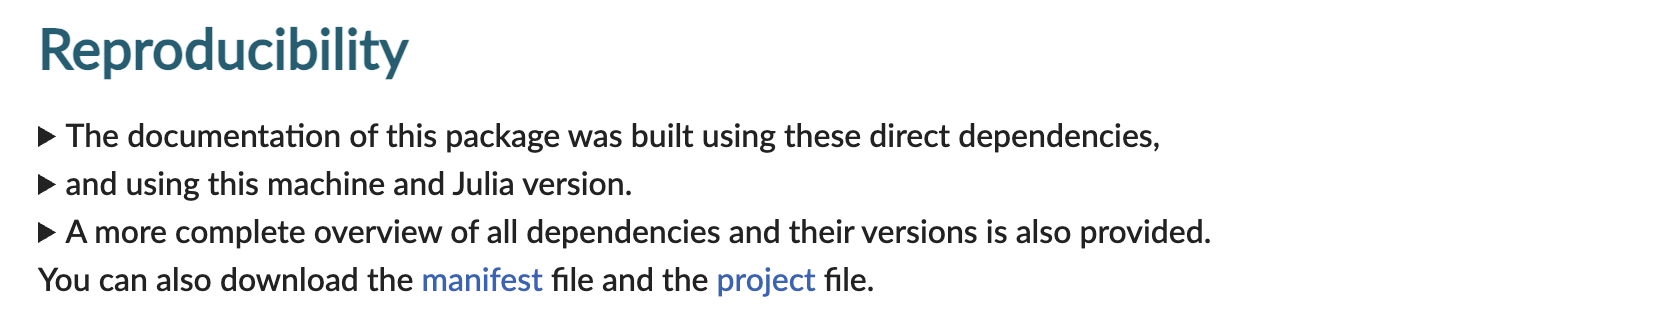 Reproducibility
▶ The documentation of this package was built using these direct dependencies,
▶ and using this machine and Julia version.
▶ A more complete overview of all dependencies and their versions is also provided.
You can also download the manifest file and the project file.